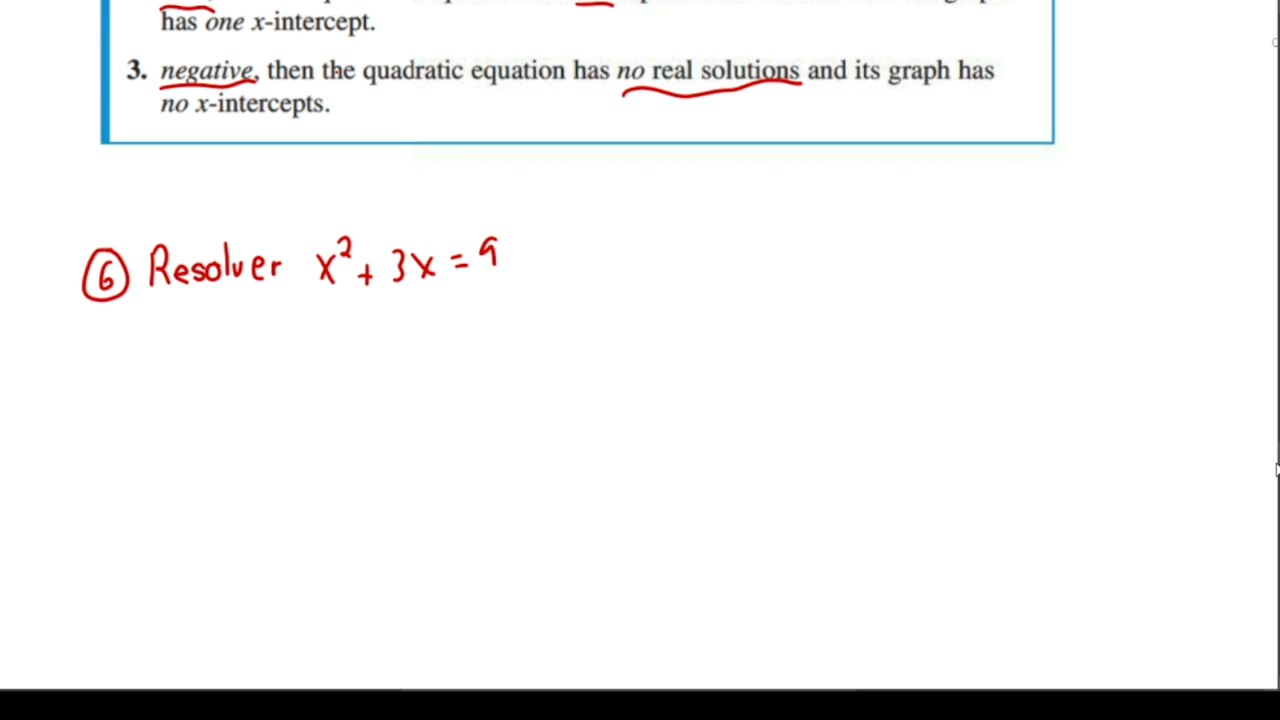 has one x-intercept.
3. negative, then the quadratic equation has no real solutions and its graph has
no x-intercepts.
⑥ Resolver x² + 3x = 9